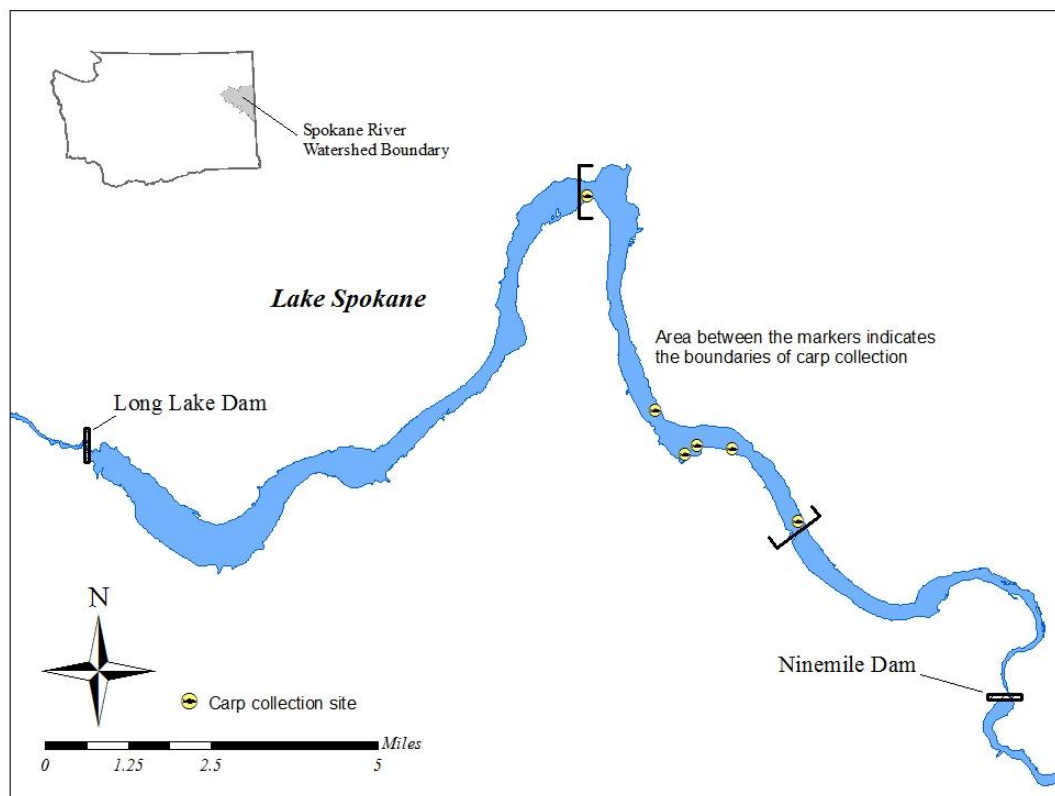 Spokane River
Watershed Boundary
Lake Spokane
Area between the markers indicates
the boundaries of carp collection
Long Lake Dam
N
Ninemile Dam
Carp collection site
Miles
0 1.25 2.5 5